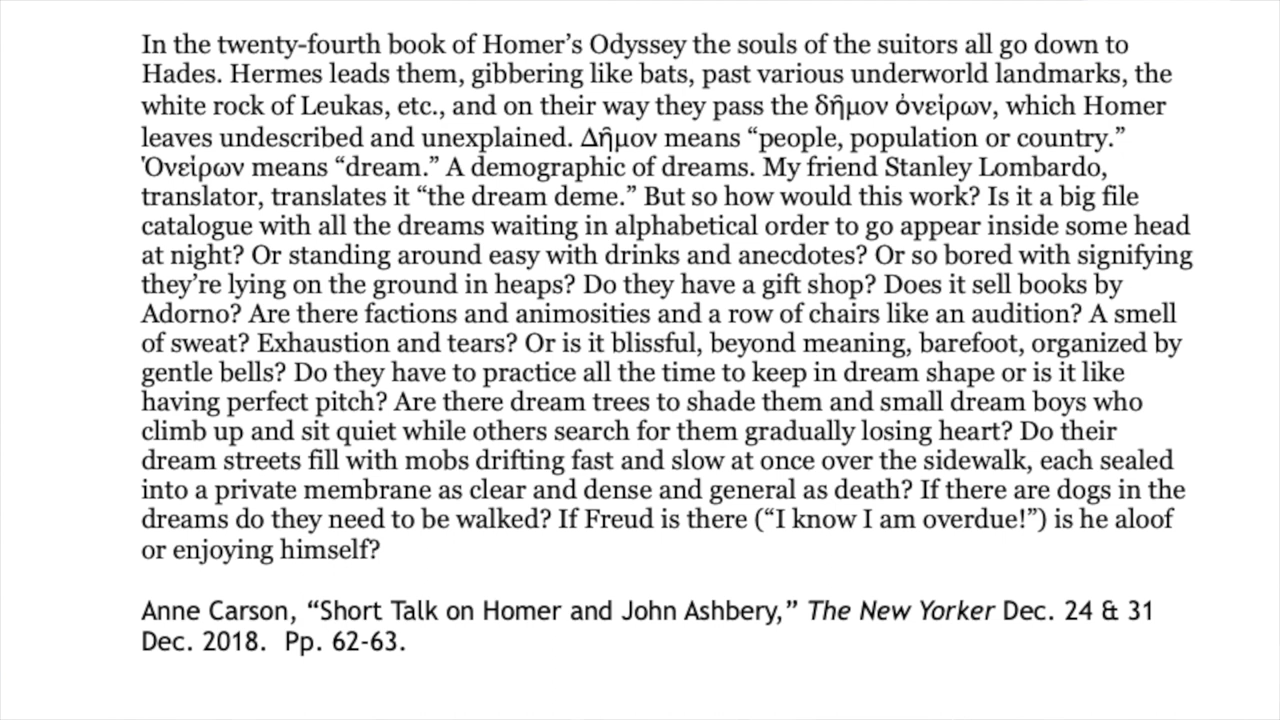 In the twenty-fourth book of Homer’s Odyssey the souls of the suitors all go down to
Hades. Hermes leads them, gibbering like bats, past various underworld landmarks, the
white rock of Leukas, etc., and on their way they pass the δῆμον ὀνείρων, which Homer
leaves undescribed and unexplained. Δῆμον means “people, population or country.”
Ὀνείρων means “dream.” A demographic of dreams. My friend Stanley Lombardo,
translator, translates it “the dream deme.” But so how would this work? Is it a big file
catalogue with all the dreams waiting in alphabetical order to go appear inside some head
at night? Or standing around easy with drinks and anecdotes? Or so bored with signifying
they’re lying on the ground in heaps? Do they have a gift shop? Does it sell books by
Adorno? Are there factions and animosities and a row of chairs like an audition? A smell
of sweat? Exhaustion and tears? Or is it blissful, beyond meaning, barefoot, organized by
gentle bells? Do they have to practice all the time to keep in dream shape or is it like
having perfect pitch? Are there dream trees to shade them and small dream boys who
climb up and sit quiet while others search for them gradually losing heart? Do their
dream streets fill with mobs drifting fast and slow at once over the sidewalk, each sealed
into a private membrane as clear and dense and general as death? If there are dogs in the
dreams do they need to be walked? If Freud is there (“I know I am overdue!”) is he aloof
or enjoying himself?
Anne Carson, “Short Talk on Homer and John Ashbery,” The New Yorker Dec. 24 & 31
Dec. 2018. Pp. 62-63.